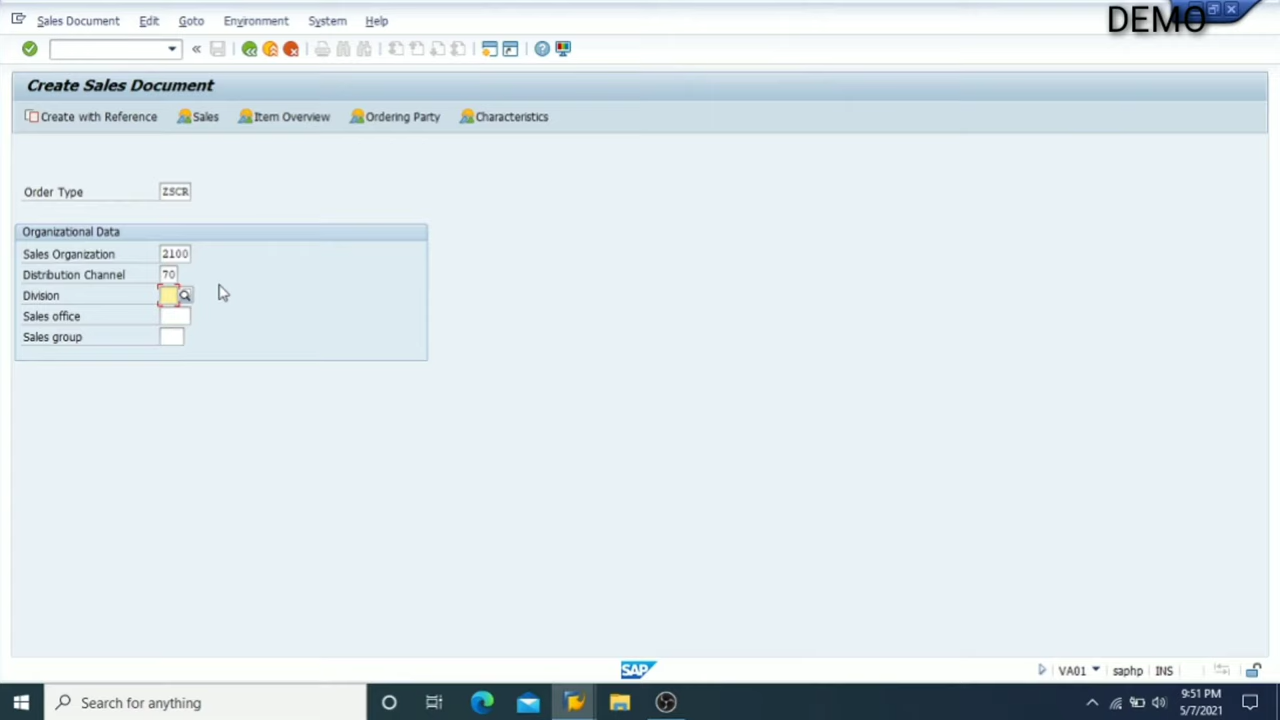 DEMO
Sales Document Edit Goto Environment System Help
Create Sales Document
Create with Reference Sales Item Overview Ordering Party Characteristics
Order Type ZSCR
Organizational Data
Sales Organization 2100
Distribution Channel 70
Division
Sales office
Sales group
SAP
VA01 saphp INS
Search for anything
9:51 PM
5/7/2021